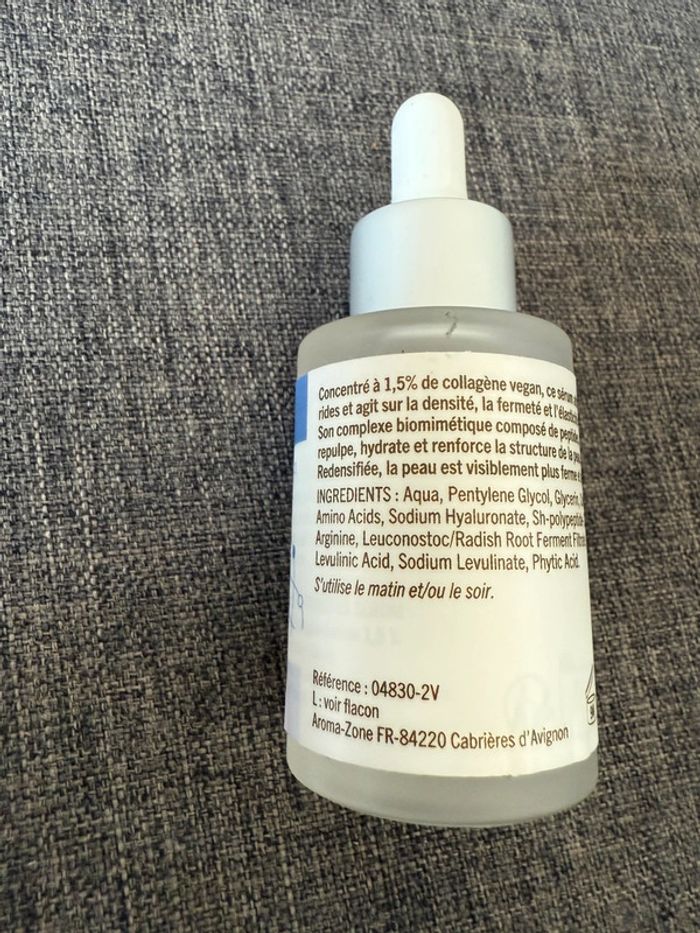 Concentré à 1,5% de collagène vegan, ce sérum
rides et agit sur la densité, la fermeté et l'élastici
Son complexe biomimétique composé de peptide
repulpe, hydrate et renforce la structure de la pea
Redensifiée, la peau est visiblement plus ferme e
INGREDIENTS : Aqua, Pentylene Glycol, Glycerin,
Amino Acids, Sodium Hyaluronate, Sh-polypeptide
Arginine, Leuconostoc/Radish Root Ferment Filtra
Levulinic Acid, Sodium Levulinate, Phytic Acid.
S'utilise le matin et/ou le soir.
Référence : 04830-2V
L : voir flacon
Aroma-Zone FR-84220 Cabrières d'Avignon